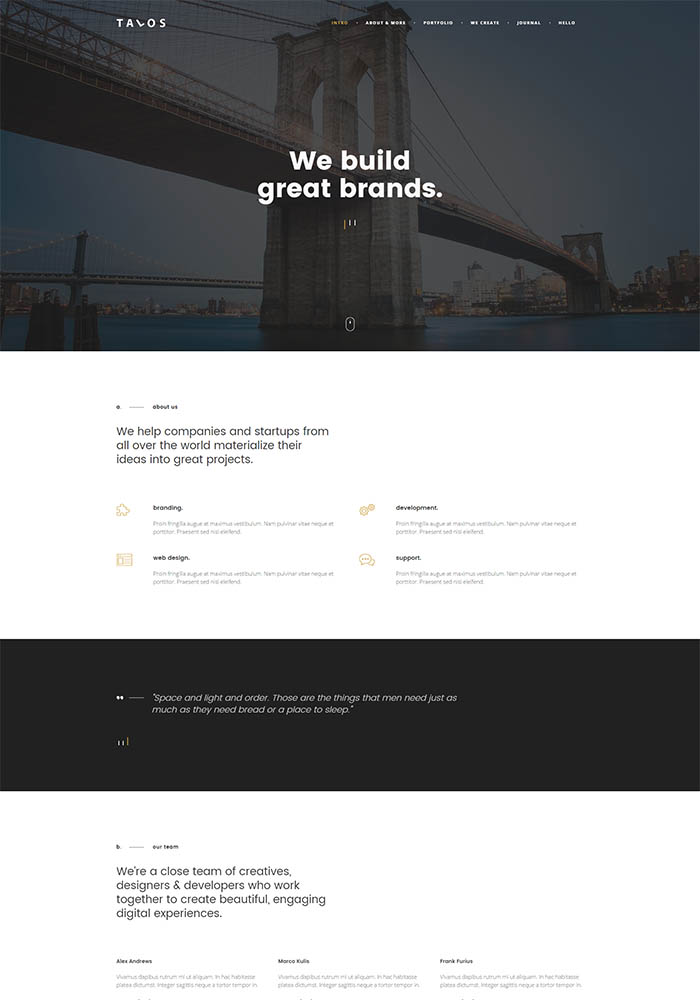 TALOS
INTRO • ABOUT & MORE • PORTFOLIO • WE CREATE • JOURNAL • HELLO
We build
great brands.
a. about us
We help companies and startups from
all over the world materialize their
ideas into great projects.
branding.
Proin fringilla augue at maximus vestibulum. Nam pulvinar vitae neque et
porttitor. Praesent sed nisi eleifend.
development.
Proin fringilla augue at maximus vestibulum. Nam pulvinar vitae neque et
porttitor. Praesent sed nisi eleifend.
web design.
Proin fringilla augue at maximus vestibulum. Nam pulvinar vitae neque et
porttitor. Praesent sed nisi eleifend.
support.
Proin fringilla augue at maximus vestibulum. Nam pulvinar vitae neque et
porttitor. Praesent sed nisi eleifend.
"Space and light and order. Those are the things that men need just as
much as they need bread or a place to sleep."
b. our team
We're a close team of creatives,
designers & developers who work
together to create beautiful, engaging
digital experiences.
Alex Andrews
Vivamus dapibus rutrum mi ut aliquam. In hac habitasse
platea dictumst. Integer sagittis neque a tortor tempor in.
Marco Kulis
Vivamus dapibus rutrum mi ut aliquam. In hac habitasse
platea dictumst. Integer sagittis neque a tortor tempor in.
Frank Furius
Vivamus dapibus rutrum mi ut aliquam. In hac habitasse
platea dictumst. Integer sagittis neque a tortor tempor in.